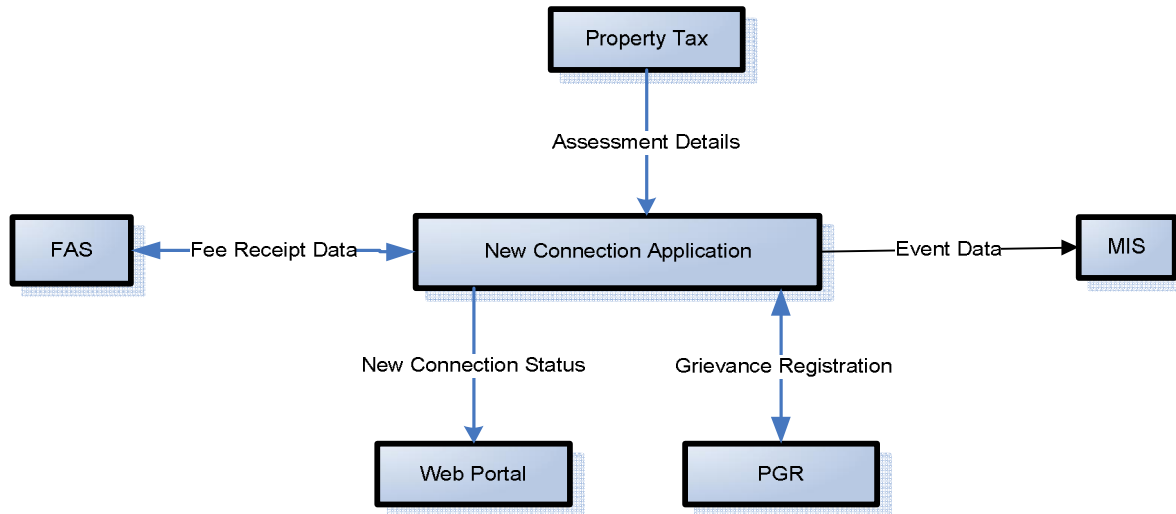 Property Tax
Assessment Details
FAS
Fee Receipt Data
New Connection Application
Event Data
MIS
New Connection Status
Grievance Registration
Web Portal
PGR